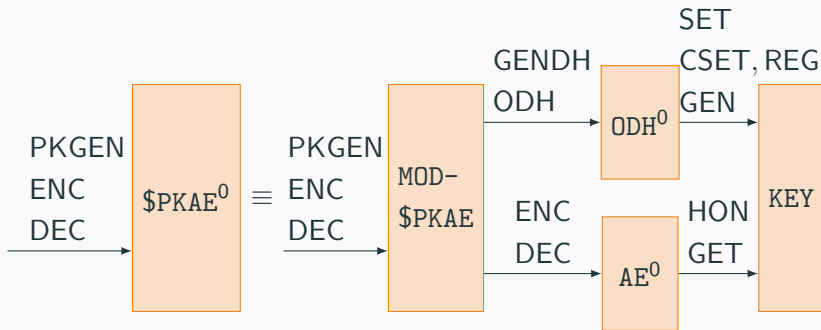 PKGEN
ENC
DEC
$PKAE⁰
≡
PKGEN
ENC
DEC
MOD-
$PKAE
GENDH
ODH
ODH⁰
SET
CSET, REG
GEN
ENC
DEC
AE⁰
HON
GET
KEY